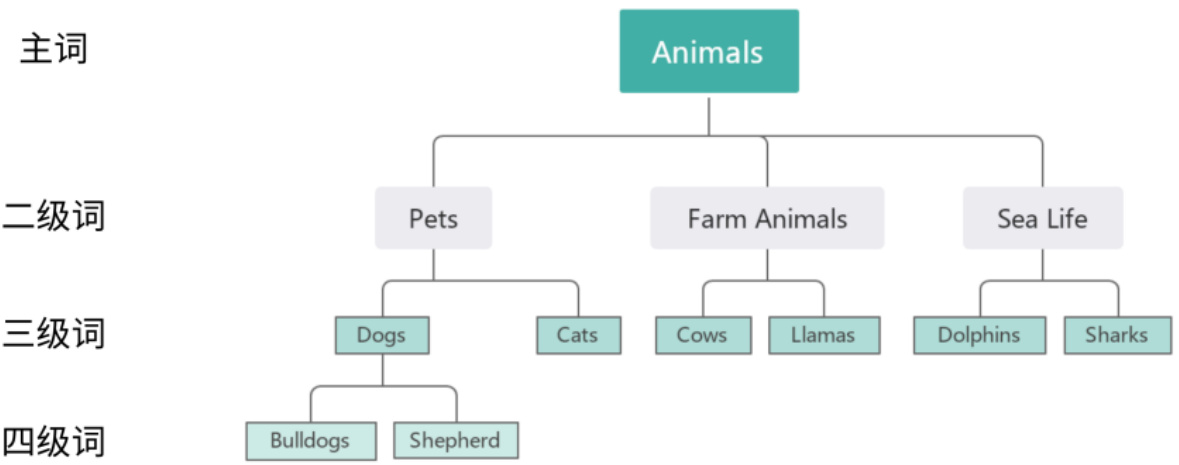 主词
Animals
二级词
Pets
Farm Animals
Sea Life
三级词
Dogs
Cats
Cows
Llamas
Dolphins
Sharks
四级词
Bulldogs
Shepherd